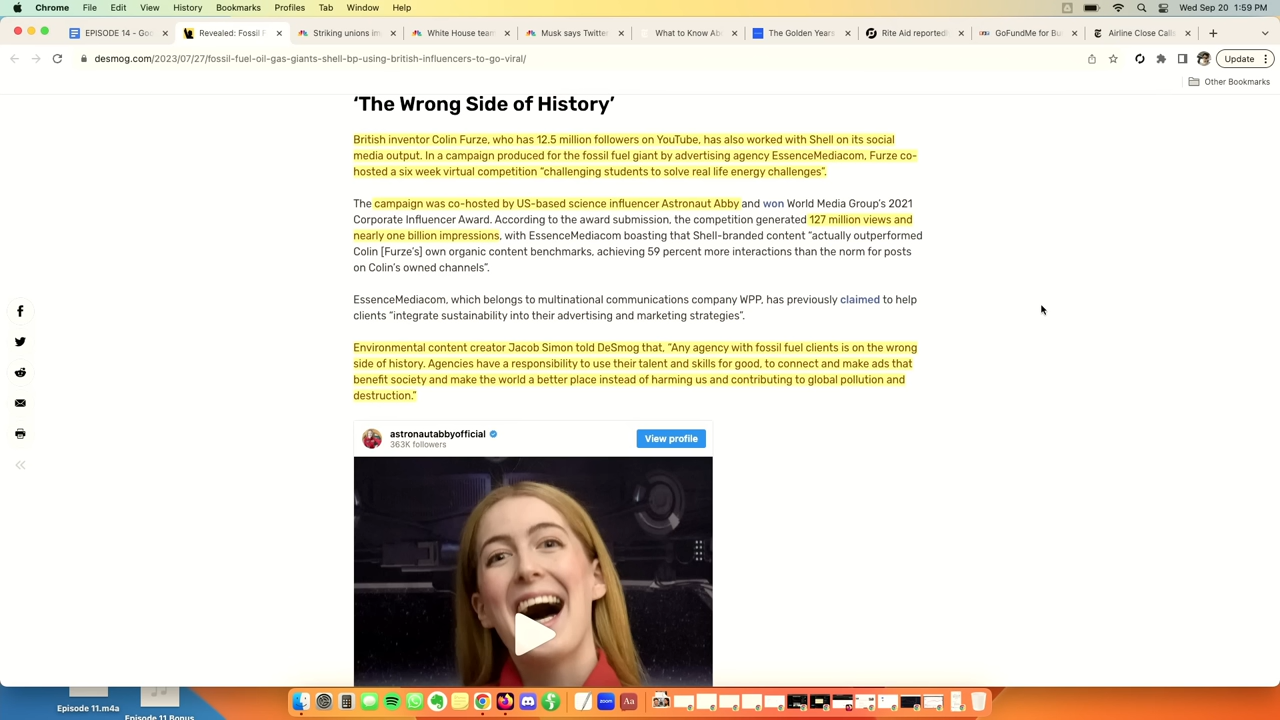 Chrome File Edit View History Bookmarks Profiles Tab Window Help Wed Sep 20 1:59 PM
EPISODE 14 - Goo Revealed: Fossil F Striking unions im White House team Musk says Twitter What to Know Ab The Golden Years Rite Aid reported GoFundMe for Bu Airline Close Calls
desmog.com/2023/07/27/fossil-fuel-oil-gas-giants-shell-bp-using-british-influencers-to-go-viral/ Update
Other Bookmarks
‘The Wrong Side of History’
British inventor Colin Furze, who has 12.5 million followers on YouTube, has also worked with Shell on its social
media output. In a campaign produced for the fossil fuel giant by advertising agency EssenceMediacom, Furze co-
hosted a six week virtual competition “challenging students to solve real life energy challenges”.
The campaign was co-hosted by US-based science influencer Astronaut Abby and won World Media Group’s 2021
Corporate Influencer Award. According to the award submission, the competition generated 127 million views and
nearly one billion impressions, with EssenceMediacom boasting that Shell-branded content “actually outperformed
Colin [Furze’s] own organic content benchmarks, achieving 59 percent more interactions than the norm for posts
on Colin’s owned channels”.
EssenceMediacom, which belongs to multinational communications company WPP, has previously claimed to help
clients “integrate sustainability into their advertising and marketing strategies”.
Environmental content creator Jacob Simon told DeSmog that, “Any agency with fossil fuel clients is on the wrong
side of history. Agencies have a responsibility to use their talent and skills for good, to connect and make ads that
benefit society and make the world a better place instead of harming us and contributing to global pollution and
destruction.”
astronautabbyofficial
363K followers
View profile
Episode 11.m4a
Episode 11 Bonus
zoom
Aa